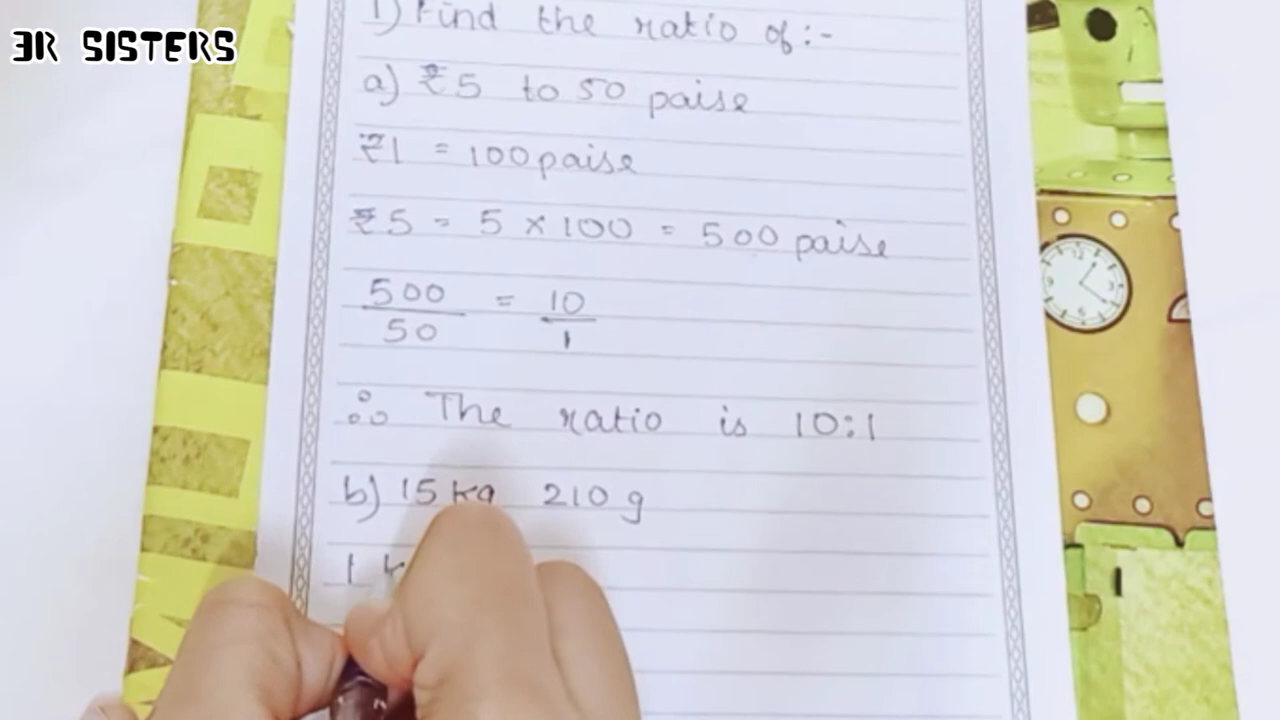 3R SISTERS
1) Find the ratio of :-
a) ₹5 to 50 paise
₹1 = 100 paise
₹5 = 5 × 100 = 500 paise
500/50 = 10/1
∴ The ratio is 10:1
b) 15 kg 210 g
1 k